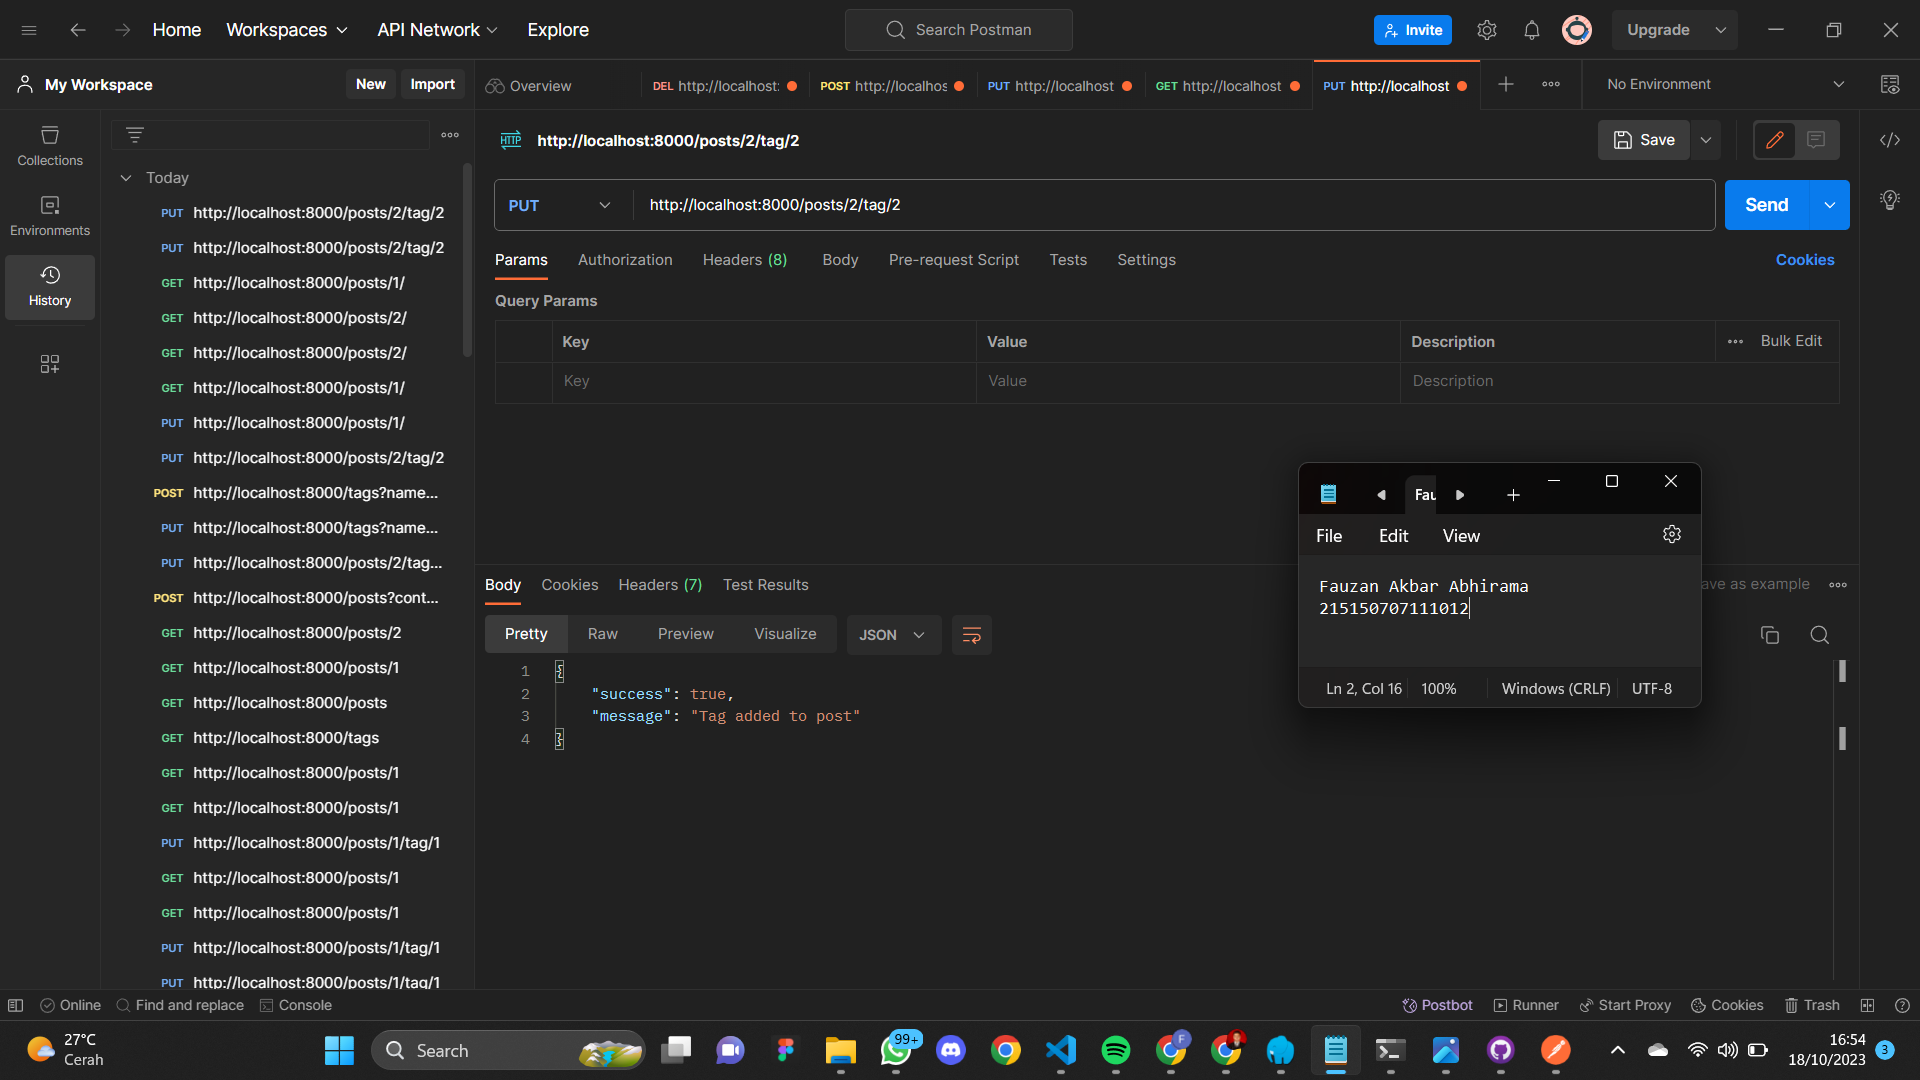 Home
Workspaces
API Network
Explore
Search Postman
Invite
Upgrade
My Workspace
New
Import
Overview
DEL http://localhost:
POST http://localhos
PUT http://localhost
GET http://localhost
PUT http://localhost
No Environment
Collections
Environments
History
Today
PUT http://localhost:8000/posts/2/tag/2
PUT http://localhost:8000/posts/2/tag/2
GET http://localhost:8000/posts/1/
GET http://localhost:8000/posts/2/
GET http://localhost:8000/posts/2/
GET http://localhost:8000/posts/1/
PUT http://localhost:8000/posts/1/
PUT http://localhost:8000/posts/2/tag/2
POST http://localhost:8000/tags?name...
PUT http://localhost:8000/tags?name...
PUT http://localhost:8000/posts/2/tag...
POST http://localhost:8000/posts?cont...
GET http://localhost:8000/posts/2
GET http://localhost:8000/posts/1
GET http://localhost:8000/posts
GET http://localhost:8000/tags
GET http://localhost:8000/posts/1
GET http://localhost:8000/posts/1
PUT http://localhost:8000/posts/1/tag/1
GET http://localhost:8000/posts/1
GET http://localhost:8000/posts/1
PUT http://localhost:8000/posts/1/tag/1
PUT http://localhost:8000/posts/1/tag/1
HTTP http://localhost:8000/posts/2/tag/2
Save
PUT http://localhost:8000/posts/2/tag/2
Send
Params Authorization Headers (8) Body Pre-request Script Tests Settings Cookies
Query Params
Key Value Description Bulk Edit
Key Value Description
Body Cookies Headers (7) Test Results
ave as example
Pretty Raw Preview Visualize JSON
1 {
2 "success": true,
3 "message": "Tag added to post"
4 }
Fau
File Edit View
Fauzan Akbar Abhirama
215150707111012
Ln 2, Col 16 100% Windows (CRLF) UTF-8
Online Find and replace Console
Postbot Runner Start Proxy Cookies Trash
27°C
Cerah
Search
99+
F
16:54
18/10/2023
3